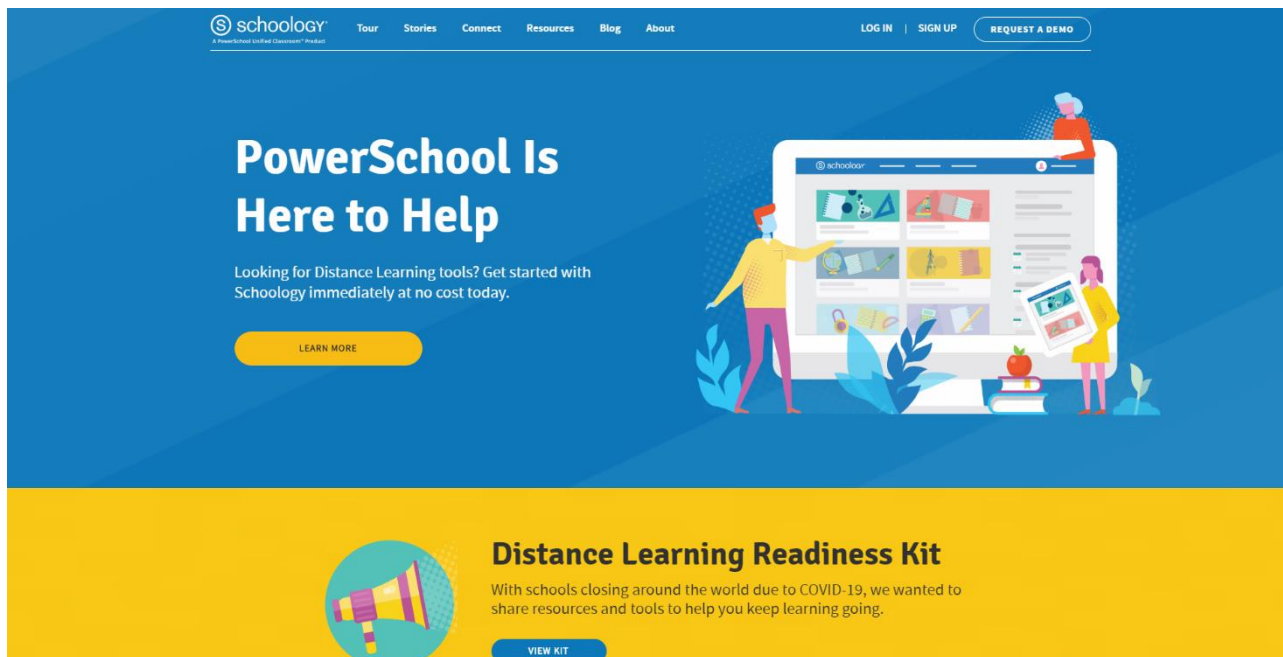 schoology
A PowerSchool Unified Classroom™ Product
Tour Stories Connect Resources Blog About
LOG IN | SIGN UP REQUEST A DEMO
PowerSchool Is
Here to Help
Looking for Distance Learning tools? Get started with
Schoology immediately at no cost today.
LEARN MORE
schoology
Distance Learning Readiness Kit
With schools closing around the world due to COVID-19, we wanted to
share resources and tools to help you keep learning going.
VIEW KIT